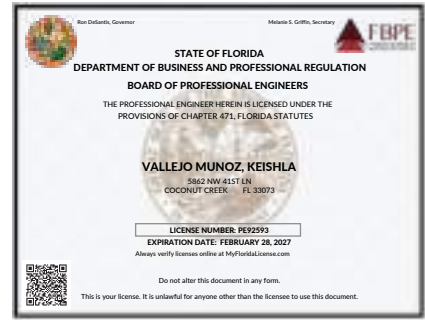 Ron DeSantis, Governor
Melanie S. Griffin, Secretary
FBPE
STATE OF FLORIDA
DEPARTMENT OF BUSINESS AND PROFESSIONAL REGULATION
BOARD OF PROFESSIONAL ENGINEERS
THE PROFESSIONAL ENGINEER HEREIN IS LICENSED UNDER THE
PROVISIONS OF CHAPTER 471, FLORIDA STATUTES
VALLEJO MUNOZ, KEISHLA
5862 NW 41ST LN
COCONUT CREEK FL 33073
LICENSE NUMBER: PE92593
EXPIRATION DATE: FEBRUARY 28, 2027
Always verify licenses online at MyFloridaLicense.com
Do not alter this document in any form.
This is your license. It is unlawful for anyone other than the licensee to use this document.